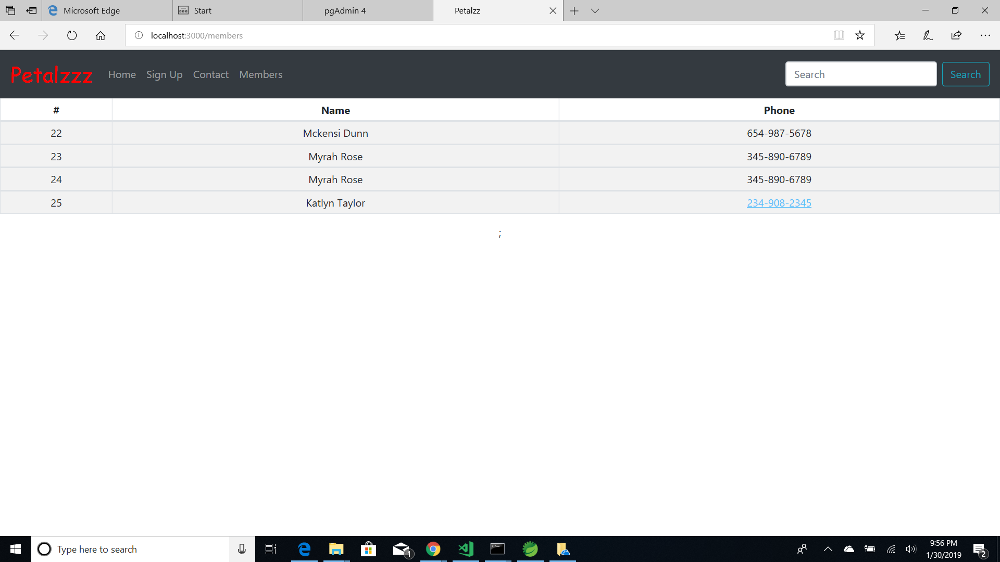 Microsoft Edge
Start
pgAdmin 4
Petalzz
localhost:3000/members
Petalzzz
Home
Sign Up
Contact
Members
Search
Search
# Name Phone
22 Mckensi Dunn 654-987-5678
23 Myrah Rose 345-890-6789
24 Myrah Rose 345-890-6789
25 Katlyn Taylor 234-908-2345
;
Type here to search
1
9:56 PM
1/30/2019
2